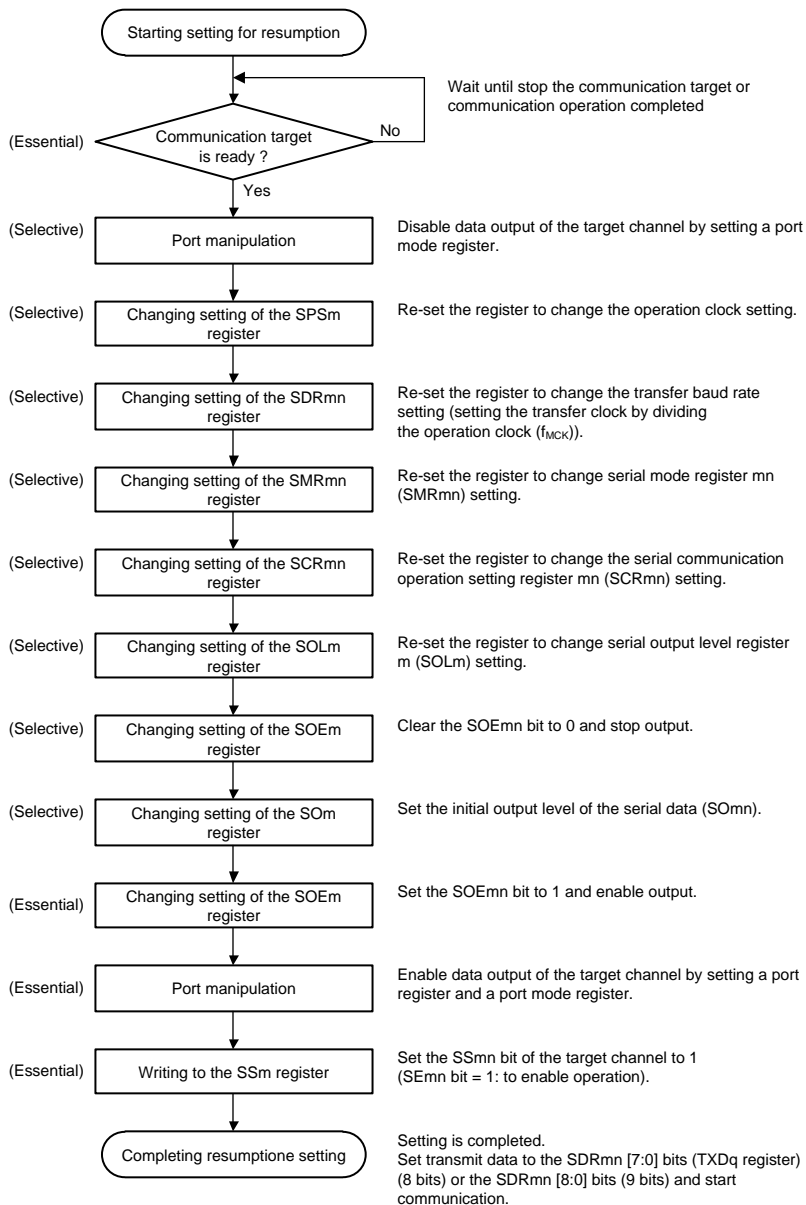 Starting setting for resumption
Wait until stop the communication target or
communication operation completed
(Essential)
Communication target
is ready ?
No
Yes
(Selective)
Port manipulation
Disable data output of the target channel by setting a port
mode register.
(Selective)
Changing setting of the SPSm
register
Re-set the register to change the operation clock setting.
(Selective)
Changing setting of the SDRmn
register
Re-set the register to change the transfer baud rate
setting (setting the transfer clock by dividing
the operation clock (fMCK)).
(Selective)
Changing setting of the SMRmn
register
Re-set the register to change serial mode register mn
(SMRmn) setting.
(Selective)
Changing setting of the SCRmn
register
Re-set the register to change the serial communication
operation setting register mn (SCRmn) setting.
(Selective)
Changing setting of the SOLm
register
Re-set the register to change serial output level register
m (SOLm) setting.
(Selective)
Changing setting of the SOEm
register
Clear the SOEmn bit to 0 and stop output.
(Selective)
Changing setting of the SOm
register
Set the initial output level of the serial data (SOmn).
(Essential)
Changing setting of the SOEm
register
Set the SOEmn bit to 1 and enable output.
(Essential)
Port manipulation
Enable data output of the target channel by setting a port
register and a port mode register.
(Essential)
Writing to the SSm register
Set the SSmn bit of the target channel to 1
(SEmn bit = 1: to enable operation).
Completing resumptione setting
Setting is completed.
Set transmit data to the SDRmn [7:0] bits (TXDq register)
(8 bits) or the SDRmn [8:0] bits (9 bits) and start
communication.